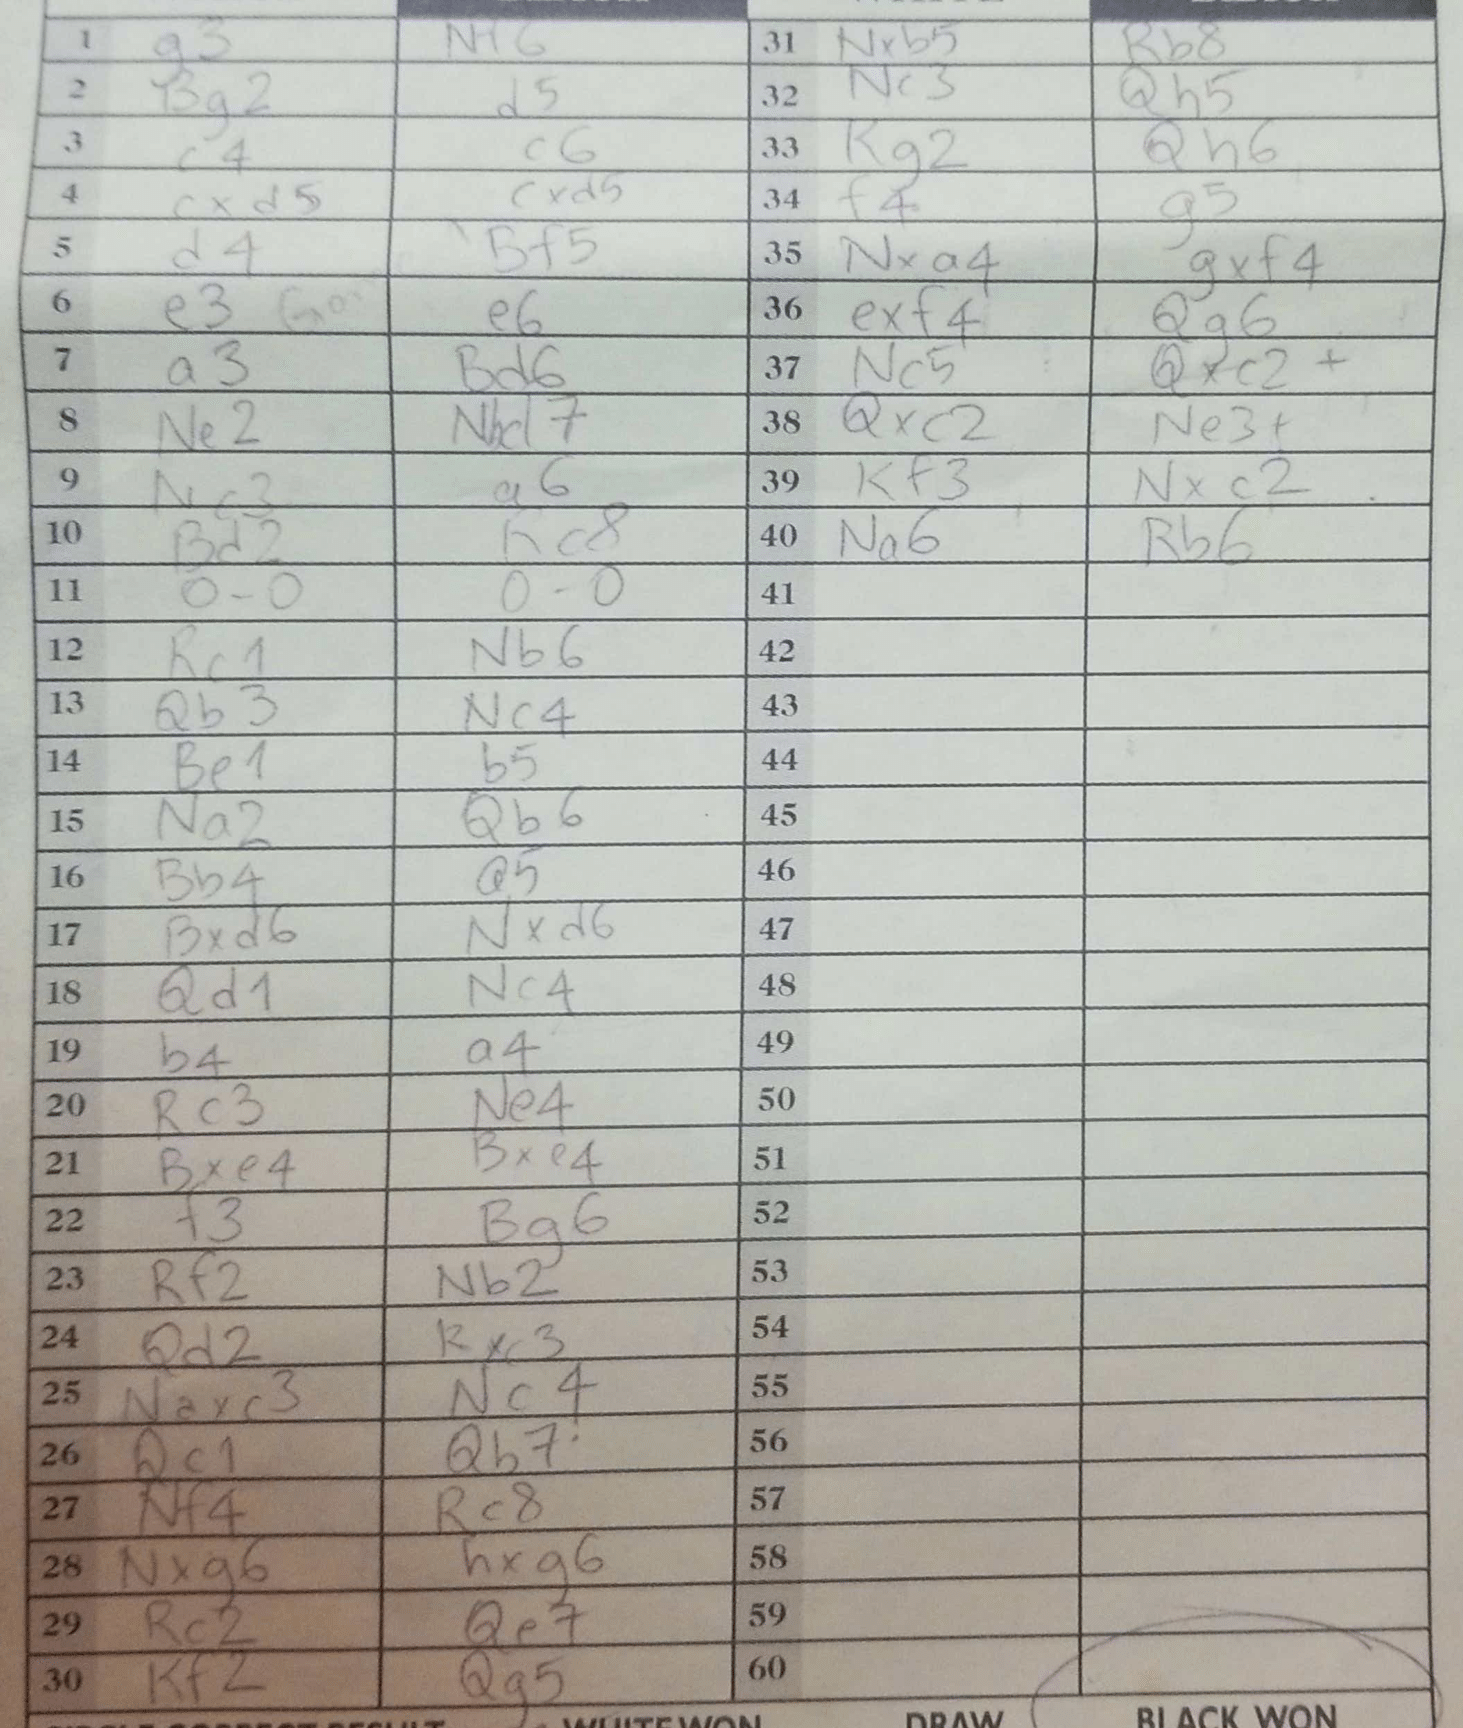 1 g3 Nf6 31 Nxb5 Rb8
2 Bg2 d5 32 Nc3 Qh5
3 c4 c6 33 Kg2 Qh6
4 cxd5 cxd5 34 f4 g5
5 d4 Bf5 35 Nxa4 gxf4
6 e3 e6 36 exf4 Qg6
7 a3 Bd6 37 Nc5 Qxc2+
8 Ne2 Nbd7 38 Qxc2 Ne3+
9 Nc3 a6 39 Kf3 Nxc2
10 Bd2 Rc8 40 Na6 Rb6
11 0-0 0-0 41
12 Rc1 Nb6 42
13 Qb3 Nc4 43
14 Be1 b5 44
15 Na2 Qb6 45
16 Bb4 a5 46
17 Bxd6 Nxd6 47
18 Qd1 Nc4 48
19 b4 a4 49
20 Rc3 Ne4 50
21 Bxe4 Bxe4 51
22 f3 Bg6 52
23 Rf2 Nb2 53
24 Qd2 Rxc3 54
25 Naxc3 Nc4 55
26 Qc1 Qb7 56
27 Nf4 Rc8 57
28 Nxg6 hxg6 58
29 Rc2 Qe7 59
30 Kf2 Qg5 60
CIRCLE CORRECT RESULT WHITE WON DRAW BLACK WON